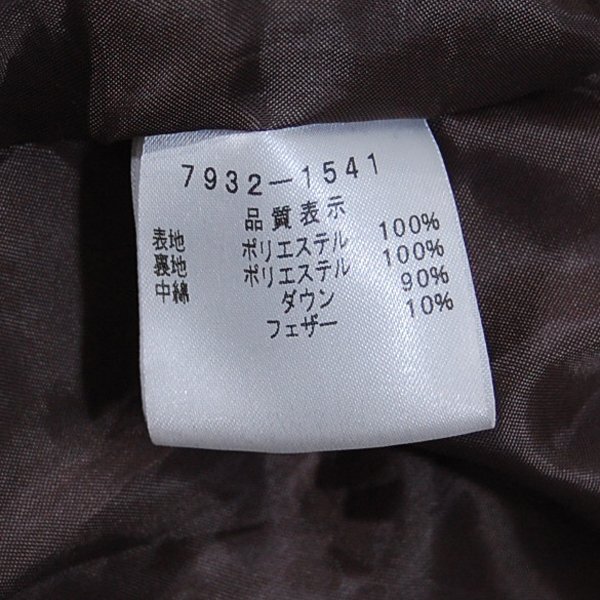 7932-1541
品質表示
表地 ポリエステル 100%
裏地 ポリエステル 100%
中綿 ダウン 90%
フェザー 10%